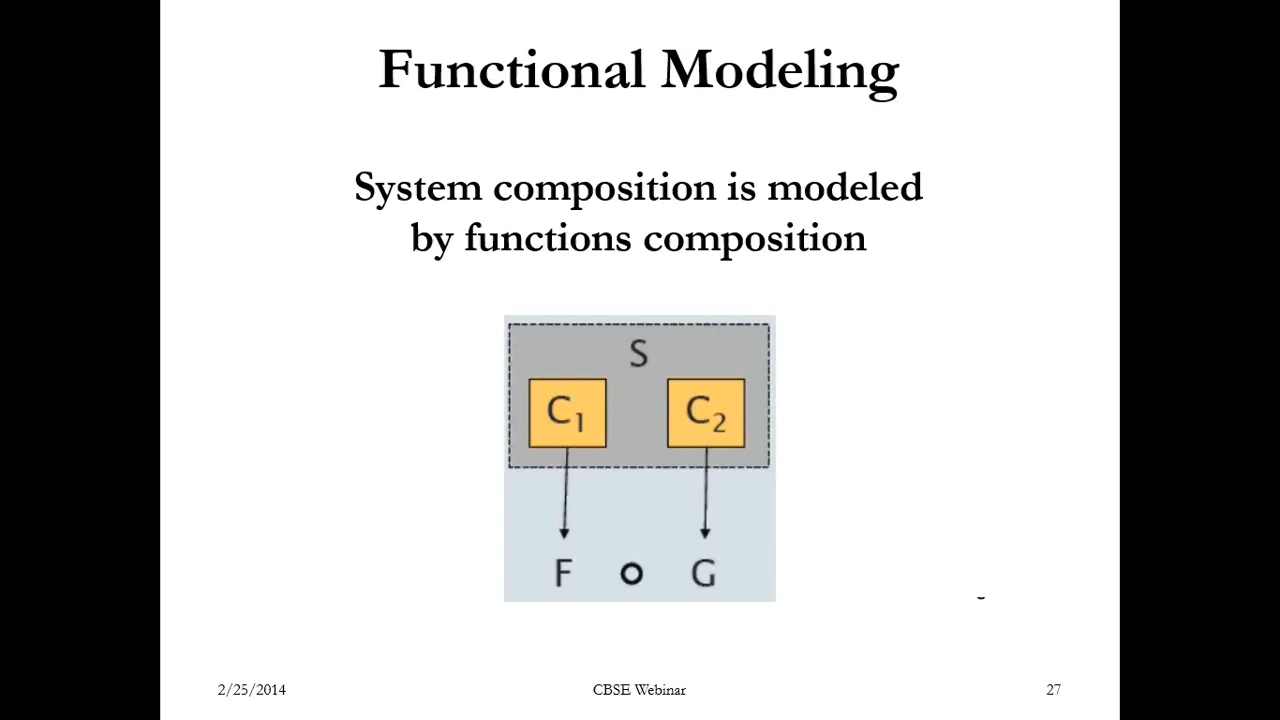 Functional Modeling
System composition is modeled
by functions composition
S
C₁ C₂
F o G
2/25/2014 CBSE Webinar 27